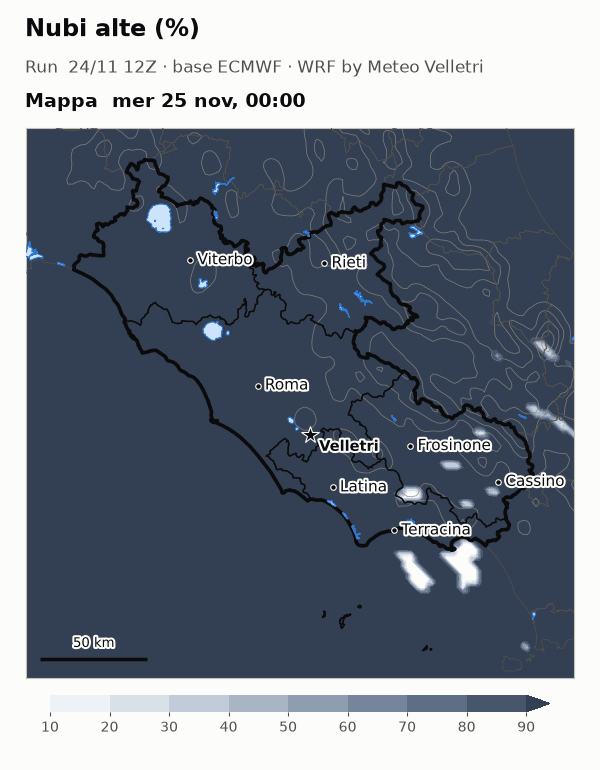 Nubi alte (%)
Run  24/11 12Z · base ECMWF · WRF by Meteo Velletri
Mappa  mer 25 nov, 00:00
Viterbo
Rieti
Roma
Velletri
Frosinone
Cassino
Latina
Terracina
50 km
10 20 30 40 50 60 70 80 90